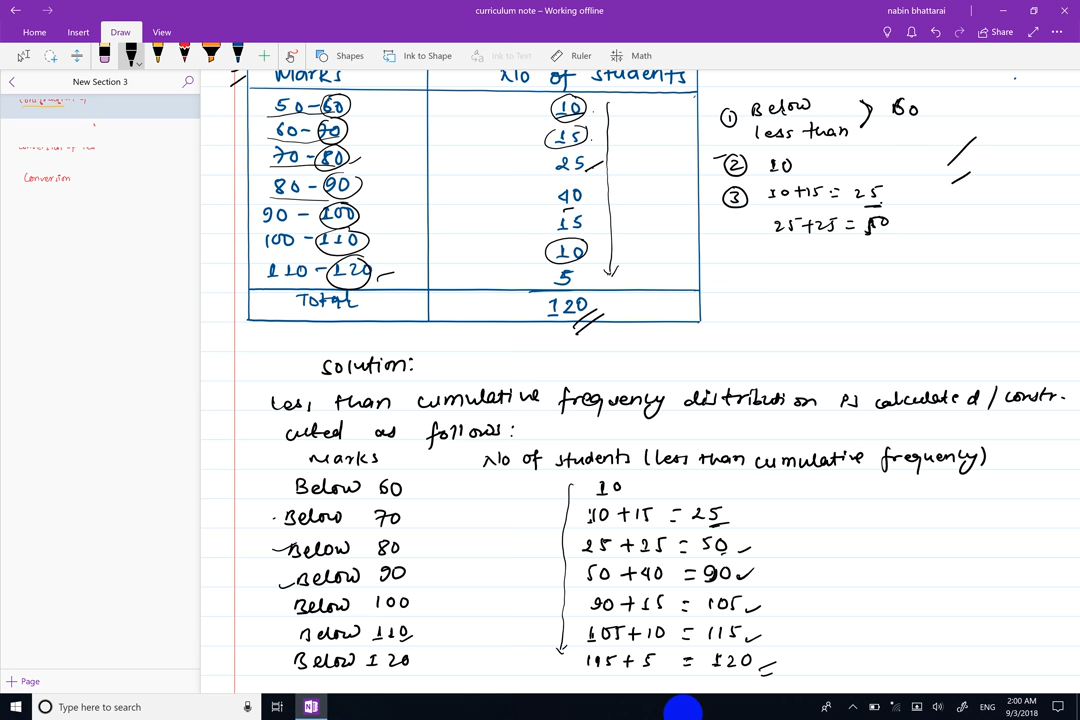 curriculum note – Working offline
nabin bhattarai
Home Insert Draw View
Share
Shapes Ink to Shape Ink to Text Ruler Math
New Section 3
Conversion
Marks No of students
50-60 10
60-70 15
70-80 25
80-90 40
90-100 15
100-110 10
110-120 5
Total 120
① Below
less than > 60
② 10
③ 10+15 = 25
25+25 = 50
Solution:
Less than cumulative frequency distribution is calculated/constr-
ucted as follows:
Marks No of students (less than cumulative frequency)
Below 60 10
Below 70 10+15 = 25
Below 80 25+25 = 50
Below 90 50+40 = 90
Below 100 90+15 = 105
Below 110 105+10 = 115
Below 120 115+5 = 120
Page
Type here to search
ENG
2:00 AM
9/3/2018